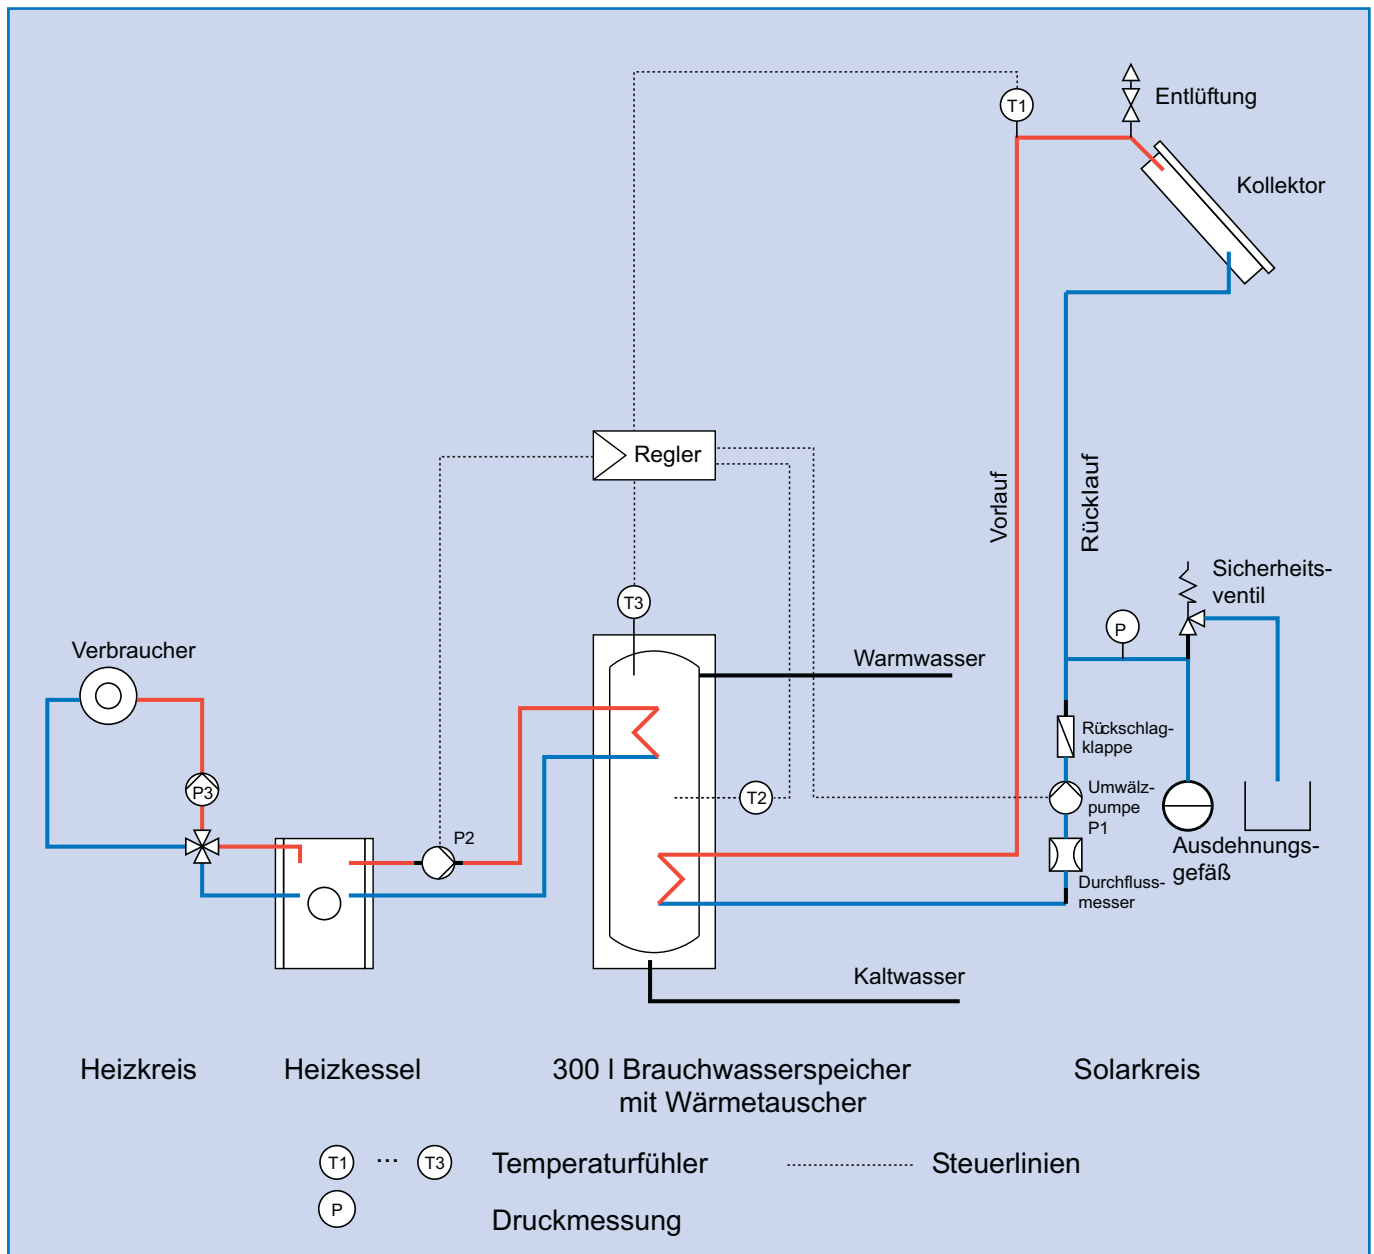 T1
Entlüftung
Kollektor
Regler
Vorlauf
Rücklauf
Sicherheits-
ventil
T3
P
Verbraucher
Warmwasser
Rückschlag-
klappe
P3
T2
Umwälz-
pumpe
P1
P2
Ausdehnungs-
gefäß
Durchfluss-
messer
Kaltwasser
Heizkreis
Heizkessel
300 l Brauchwasserspeicher
mit Wärmetauscher
Solarkreis
T1 ... T3 Temperaturfühler
Steuerlinien
P Druckmessung